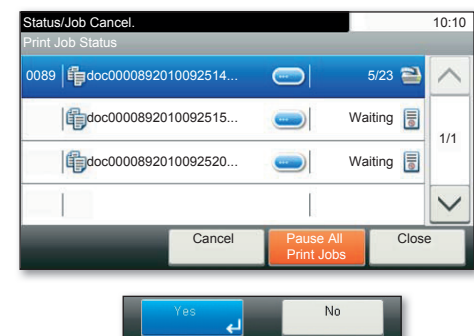 Status/Job Cancel. 10:10
Print Job Status
0089 doc0000892010092514... 5/23
doc0000892010092515... Waiting
1/1
doc0000892010092520... Waiting
Cancel Pause All Print Jobs Close
Yes No